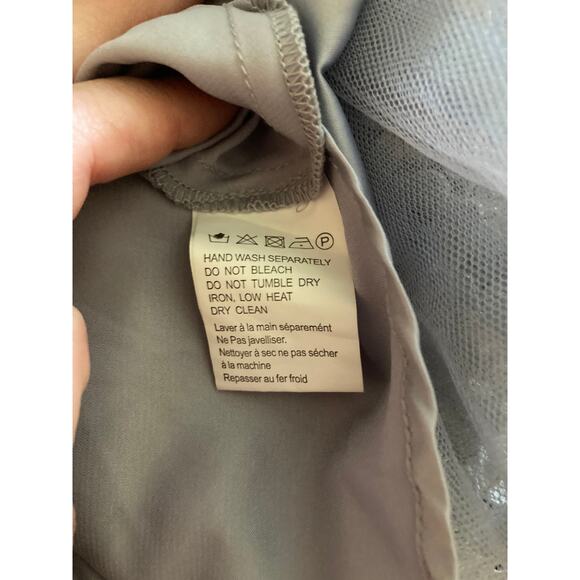 P
HAND WASH SEPARATELY
DO NOT BLEACH
DO NOT TUMBLE DRY
IRON, LOW HEAT
DRY CLEAN
Laver à la main séparemént
Ne Pas javelliser.
Nettoyer à sec ne pas sécher
à la machine
Repasser au fer froid